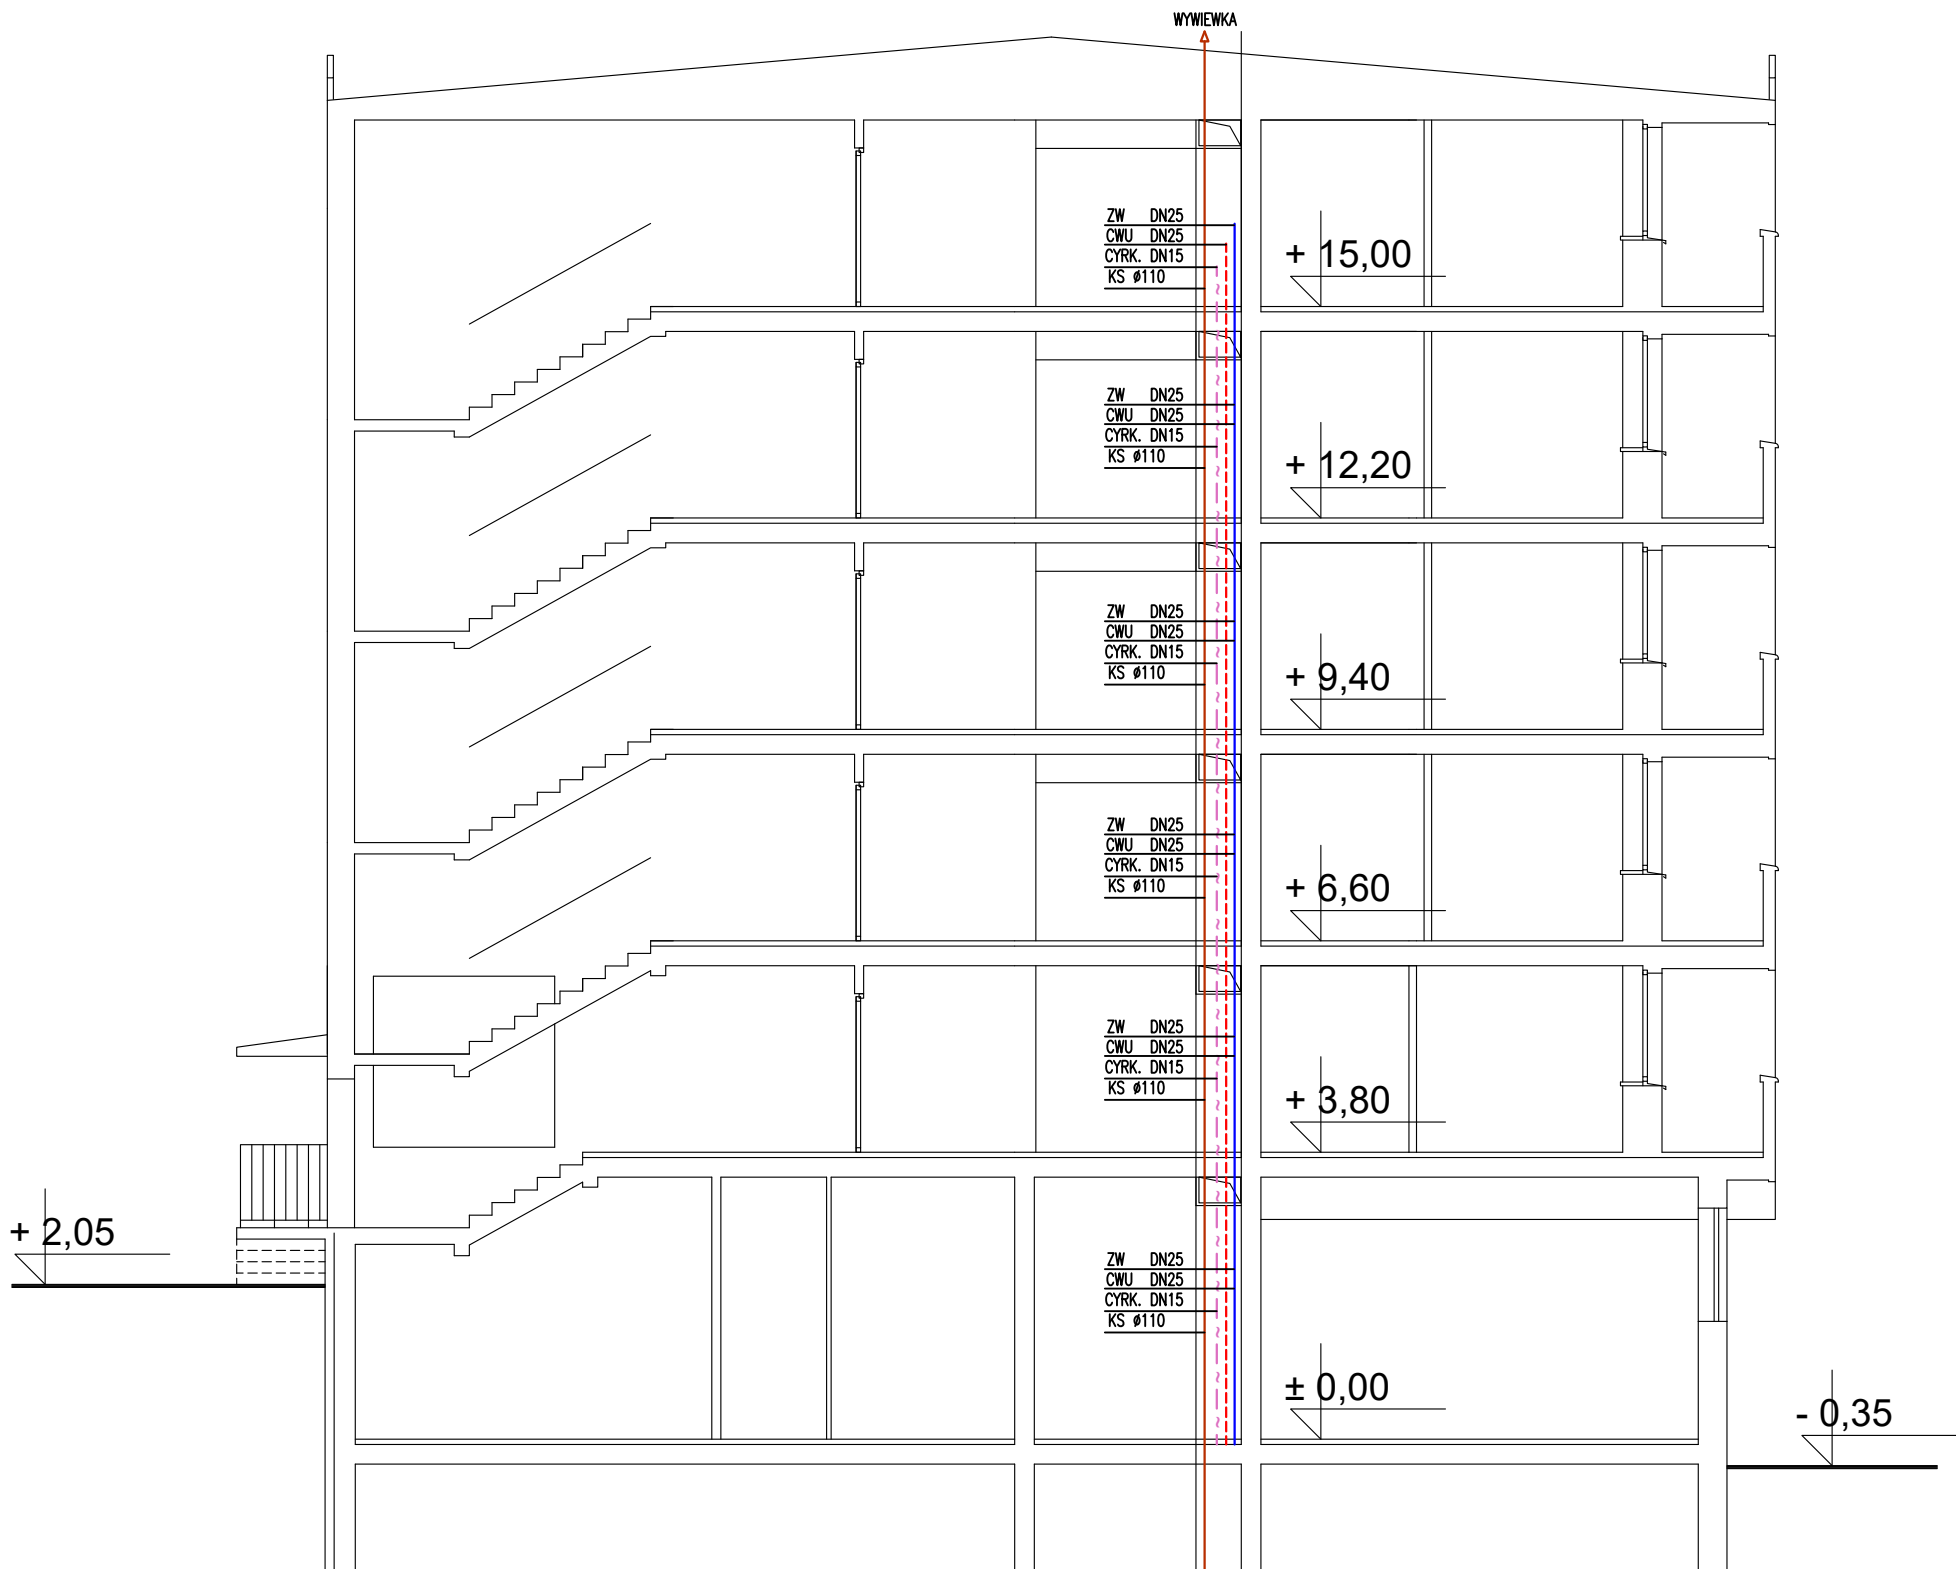 WYWIEWKA
ZW DN25
CWU DN25
CYRK. DN15
KS ø110
+ 15,00
ZW DN25
CWU DN25
CYRK. DN15
KS ø110
+ 12,20
ZW DN25
CWU DN25
CYRK. DN15
KS ø110
+ 9,40
ZW DN25
CWU DN25
CYRK. DN15
KS ø110
+ 6,60
ZW DN25
CWU DN25
CYRK. DN15
KS ø110
+ 3,80
+ 2,05
ZW DN25
CWU DN25
CYRK. DN15
KS ø110
± 0,00
- 0,35